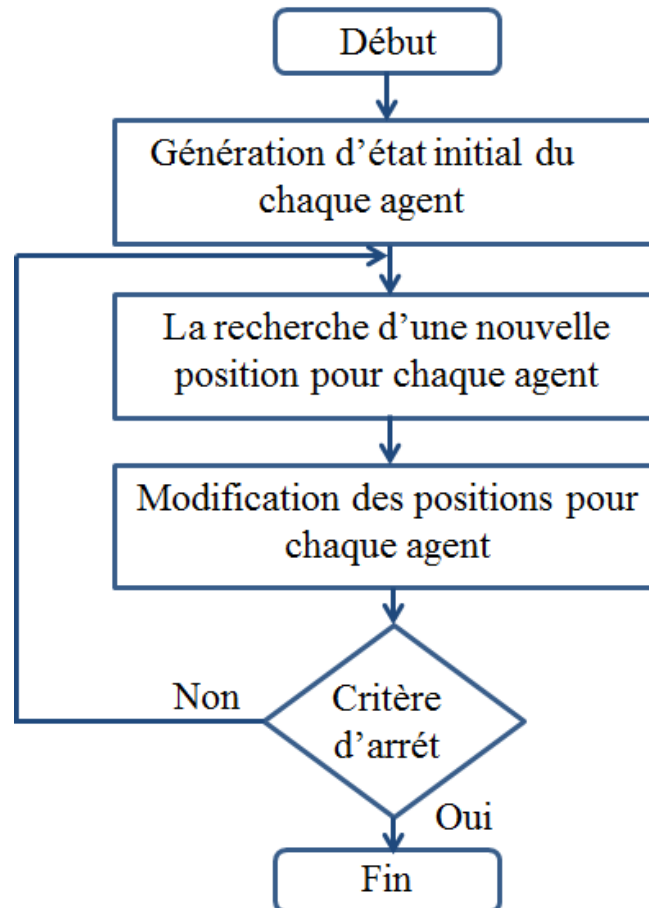 Début
Génération d’état initial du
chaque agent
La recherche d’une nouvelle
position pour chaque agent
Modification des positions pour
chaque agent
Non
Critère
d’arrét
Oui
Fin